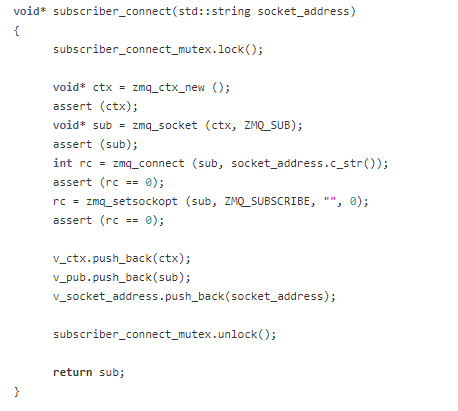 void* subscriber_connect(std::string socket_address)
{
subscriber_connect_mutex.lock();
void* ctx = zmq_ctx_new ();
assert (ctx);
void* sub = zmq_socket (ctx, ZMQ_SUB);
assert (sub);
int rc = zmq_connect (sub, socket_address.c_str());
assert (rc == 0);
rc = zmq_setsockopt (sub, ZMQ_SUBSCRIBE, "", 0);
assert (rc == 0);
v_ctx.push_back(ctx);
v_pub.push_back(sub);
v_socket_address.push_back(socket_address);
subscriber_connect_mutex.unlock();
return sub;
}